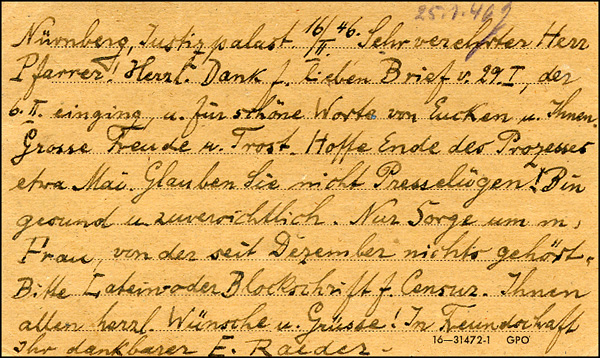 25.1.46
Nürnberg, Justizpalast 16/II. 46. Sehr verehrter Herr
Pfarrer! Herzl. Dank f. lieben Brief v. 29.I, der
6.II. einging, u. für schöne Worte von Eucken u. Ihnen.
Grosse Freude u. Trost. Hoffe Ende des Prozesses
etwa Mai. Glauben Sie nicht Presselügen! Bin
gesund u. zuversichtlich. Nur Sorge um m.
Frau, von der seit Dezember nichts gehört.
Bitte Latein- oder Blockschrift f. Censur. Ihnen
allen herzl. Wünsche u. Grüsse! In Freundschaft
Ihr dankbarer E. Raeder.
16—31472-1 GPO